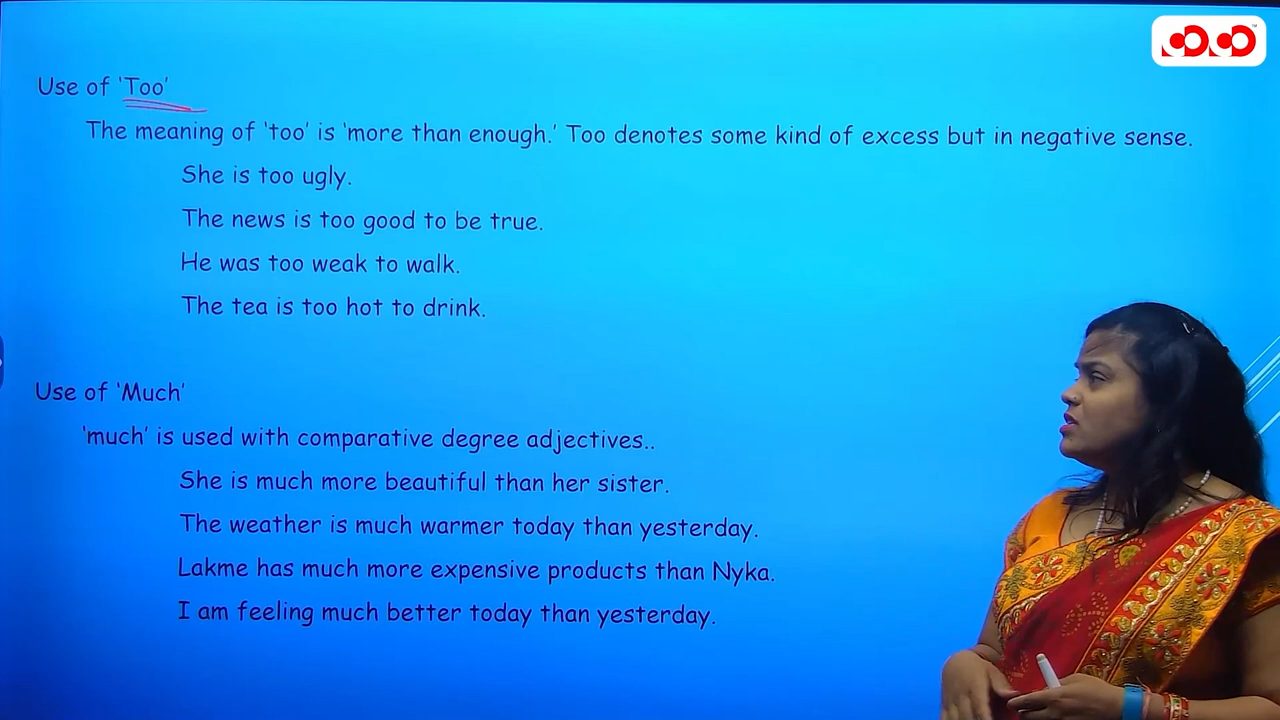 Use of 'Too'
The meaning of 'too' is 'more than enough.' Too denotes some kind of excess but in negative sense.
She is too ugly.
The news is too good to be true.
He was too weak to walk.
The tea is too hot to drink.
Use of 'Much'
'much' is used with comparative degree adjectives..
She is much more beautiful than her sister.
The weather is much warmer today than yesterday.
Lakme has much more expensive products than Nyka.
I am feeling much better today than yesterday.